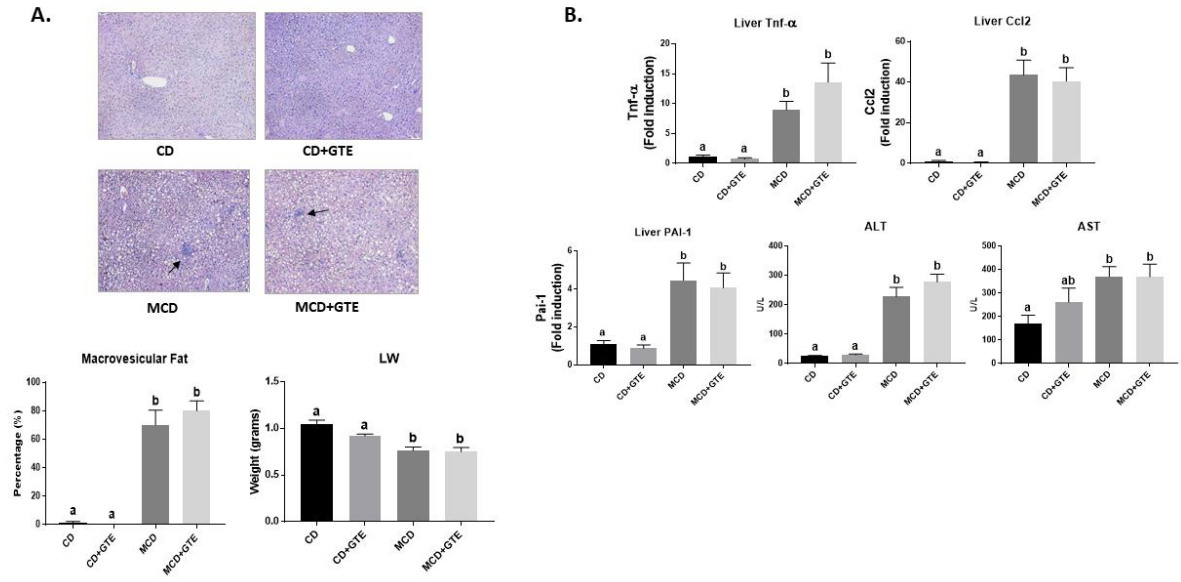 A.
CD
CD+GTE
MCD
MCD+GTE
Macrovesicular Fat
Percentage (%)
100
80
60
40
20
0
a
a
b
b
CD
CD+GTE
MCD
MCD+GTE
LW
Weight (grams)
1.5
1.0
0.5
0.0
a
a
b
b
CD
CD+GTE
MCD
MCD+GTE
B.
Liver Tnf-α
Tnf-α
(Fold induction)
20
15
10
5
0
a
a
b
b
CD
CD+GTE
MCD
MCD+GTE
Liver Ccl2
Ccl2
(Fold induction)
60
40
20
0
a
a
b
b
CD
CD+GTE
MCD
MCD+GTE
Liver PAI-1
Pai-1
(Fold induction)
6
4
2
0
a
a
b
b
CD
CD+GTE
MCD
MCD+GTE
ALT
U/L
400
300
200
100
0
a
a
b
b
CD
CD+GTE
MCD
MCD+GTE
AST
U/L
500
400
300
200
100
0
a
ab
b
b
CD
CD+GTE
MCD
MCD+GTE